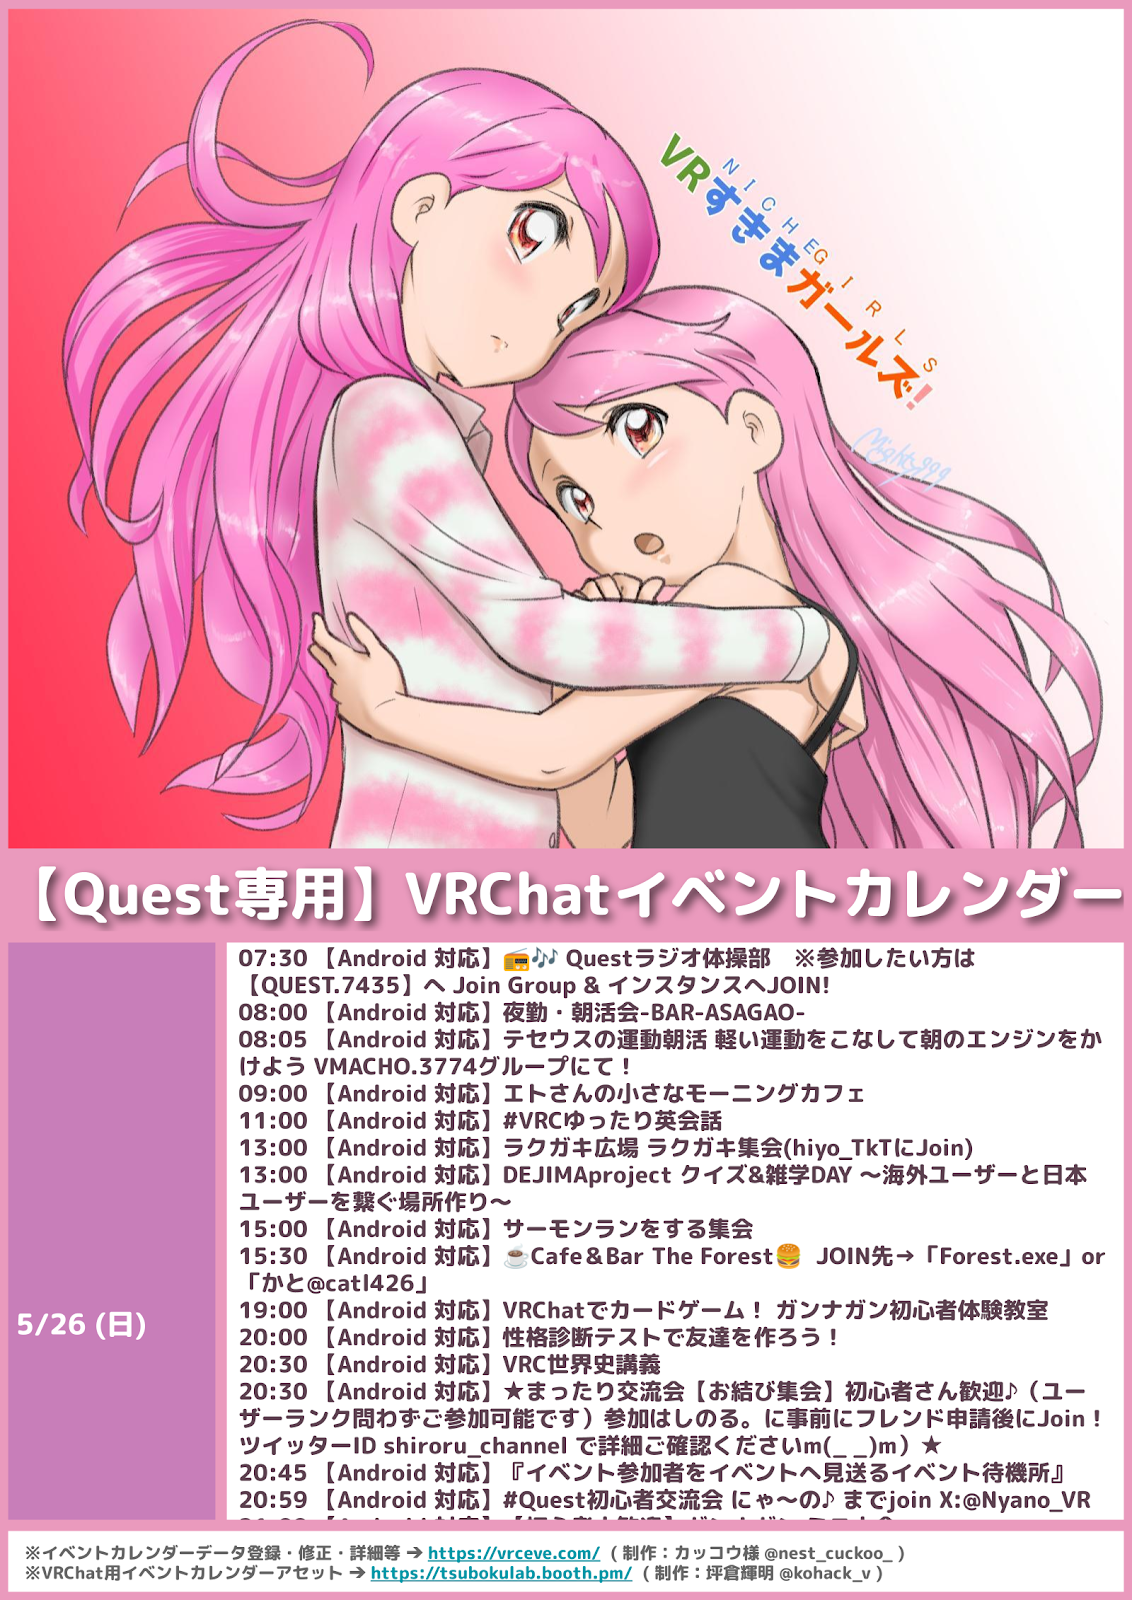 VRすきまガールズ!
NICHE GIRLS
Mighty999
【Quest専用】VRChatイベントカレンダー
5/26 (日)
07:30 【Android 対応】📻🎶 Questラジオ体操部　※参加したい方は
【QUEST.7435】へ Join Group & インスタンスへJOIN!
08:00 【Android 対応】夜勤・朝活会-BAR-ASAGAO-
08:05 【Android 対応】テセウスの運動朝活 軽い運動をこなして朝のエンジンをか
けよう VMACHO.3774グループにて！
09:00 【Android 対応】エトさんの小さなモーニングカフェ
11:00 【Android 対応】#VRCゆったり英会話
13:00 【Android 対応】ラクガキ広場 ラクガキ集会(hiyo_TkTにJoin)
13:00 【Android 対応】DEJIMAproject クイズ&雑学DAY ～海外ユーザーと日本
ユーザーを繋ぐ場所作り～
15:00 【Android 対応】サーモンランをする集会
15:30 【Android 対応】☕Cafe＆Bar The Forest🍔 JOIN先→「Forest.exe」or
「かと@catl426」
19:00 【Android 対応】VRChatでカードゲーム！ ガンナガン初心者体験教室
20:00 【Android 対応】性格診断テストで友達を作ろう！
20:30 【Android 対応】VRC世界史講義
20:30 【Android 対応】★まったり交流会【お結び集会】初心者さん歓迎♪（ユー
ザーランク問わずご参加可能です）参加はしのる。に事前にフレンド申請後にJoin！
ツイッターID shiroru_channel で詳細ご確認くださいm(_ _)m）★
20:45 【Android 対応】『イベント参加者をイベントへ見送るイベント待機所』
20:59 【Android 対応】#Quest初心者交流会 にゃ～の♪ までjoin X:@Nyano_VR
※イベントカレンダーデータ登録・修正・詳細等 ➔ https://vrceve.com/ ( 制作：カッコウ様 @nest_cuckoo_ )
※VRChat用イベントカレンダーアセット ➔ https://tsubokulab.booth.pm/ ( 制作：坪倉輝明 @kohack_v )